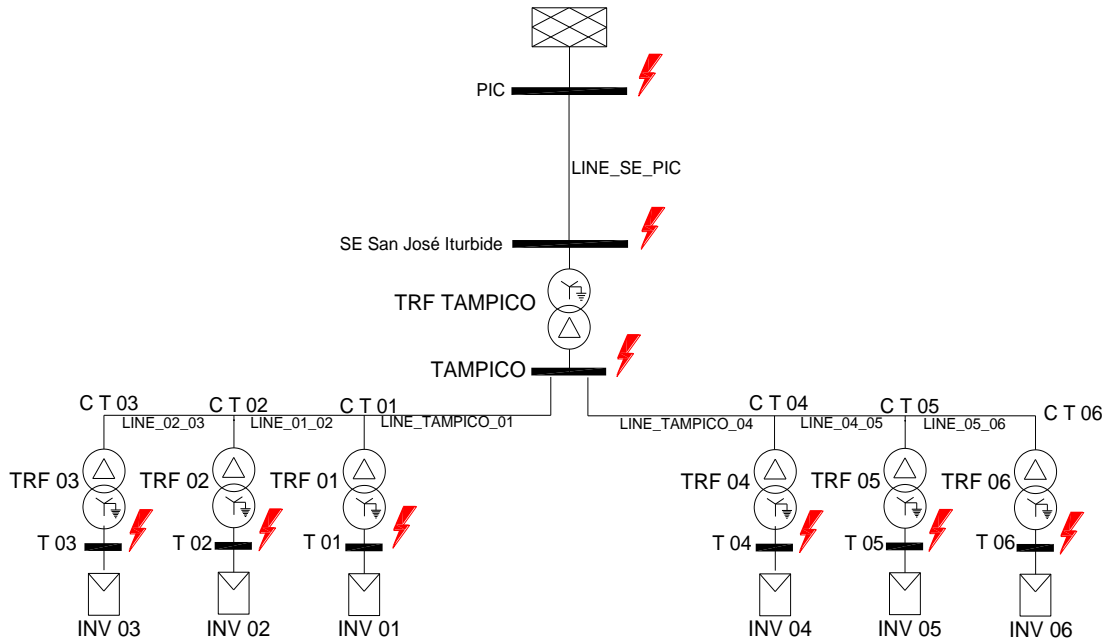 PIC
LINE_SE_PIC
SE San José Iturbide
TRF TAMPICO
TAMPICO
C T 03
C T 02
C T 01
C T 04
C T 05
C T 06
LINE_02_03
LINE_01_02
LINE_TAMPICO_01
LINE_TAMPICO_04
LINE_04_05
LINE_05_06
TRF 03
TRF 02
TRF 01
TRF 04
TRF 05
TRF 06
T 03
T 02
T 01
T 04
T 05
T 06
INV 03
INV 02
INV 01
INV 04
INV 05
INV 06